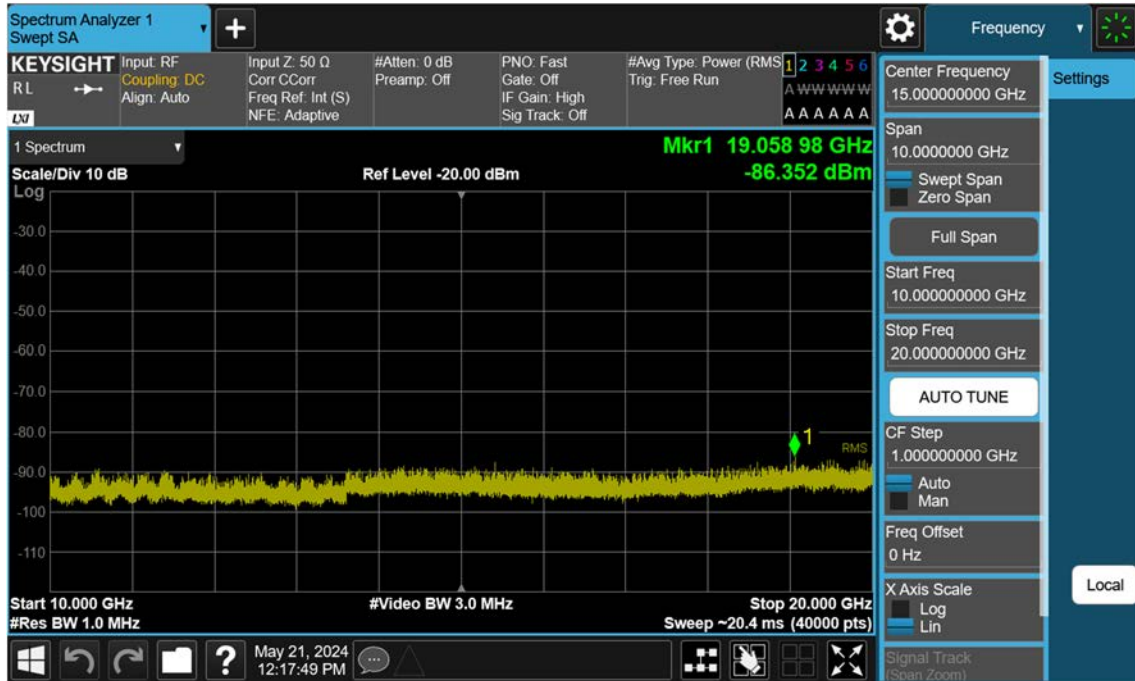 Spectrum Analyzer 1
Swept SA
Frequency
KEYSIGHT
R L
LXI
Input: RF
Coupling: DC
Align: Auto
Input Z: 50 Ω
Corr CCorr
Freq Ref: Int (S)
NFE: Adaptive
#Atten: 0 dB
Preamp: Off
PNO: Fast
Gate: Off
IF Gain: High
Sig Track: Off
#Avg Type: Power (RMS
Trig: Free Run
1 2 3 4 5 6
A W W W W W
A A A A A A
1 Spectrum
Mkr1 19.058 98 GHz
Scale/Div 10 dB
Ref Level -20.00 dBm
-86.352 dBm
Log
-30.0
-40.0
-50.0
-60.0
-70.0
-80.0
-90.0
-100
-110
1
RMS
Start 10.000 GHz
#Video BW 3.0 MHz
Stop 20.000 GHz
#Res BW 1.0 MHz
Sweep ~20.4 ms (40000 pts)
?
May 21, 2024
12:17:49 PM
Center Frequency
15.000000000 GHz
Span
10.0000000 GHz
Swept Span
Zero Span
Full Span
Start Freq
10.000000000 GHz
Stop Freq
20.000000000 GHz
AUTO TUNE
CF Step
1.000000000 GHz
Auto
Man
Freq Offset
0 Hz
X Axis Scale
Log
Lin
Signal Track
(Span Zoom)
Settings
Local